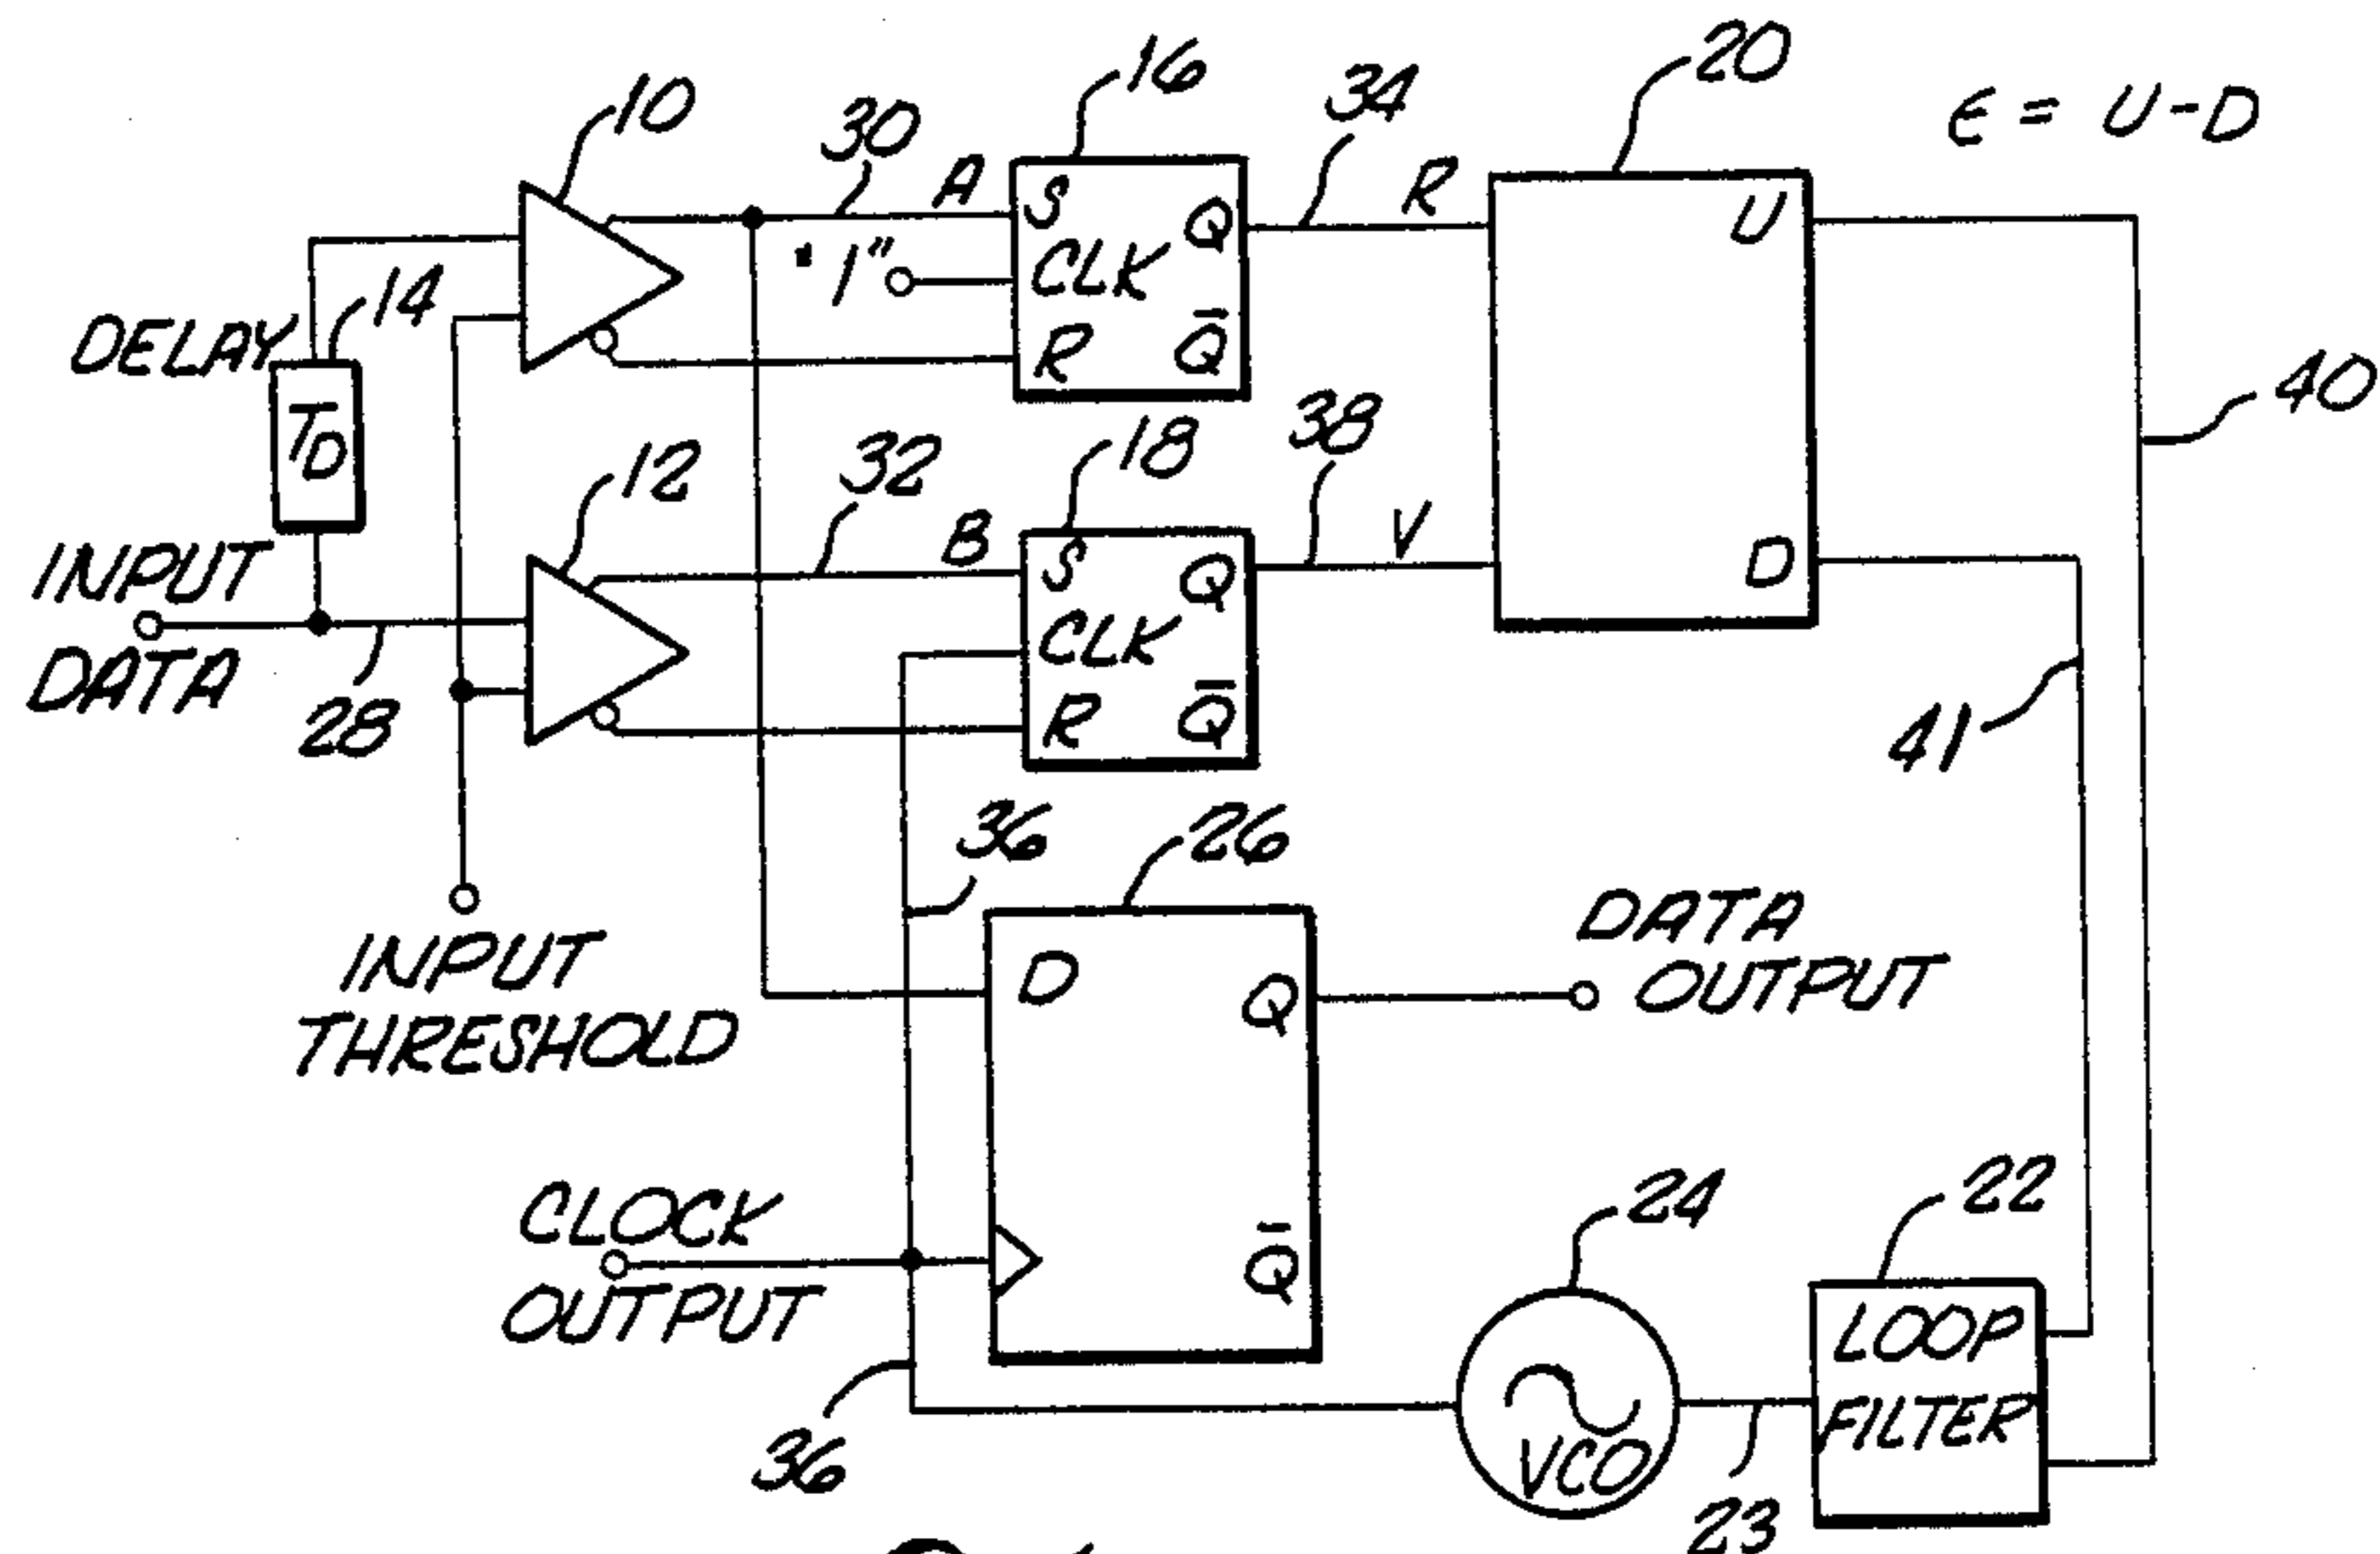 10
30
A
16
34
R
20
ϵ = U-D
S
CLK
R
Q
Q̄
"1"
U
D
DELAY
14
T_D
40
12
32
B
18
38
V
S
CLK
R
Q
Q̄
INPUT
DATA
28
41
36
26
INPUT
THRESHOLD
D
Q
Q̄
DATA
OUTPUT
CLOCK
OUTPUT
24
22
LOOP
FILTER
VCO
36
23